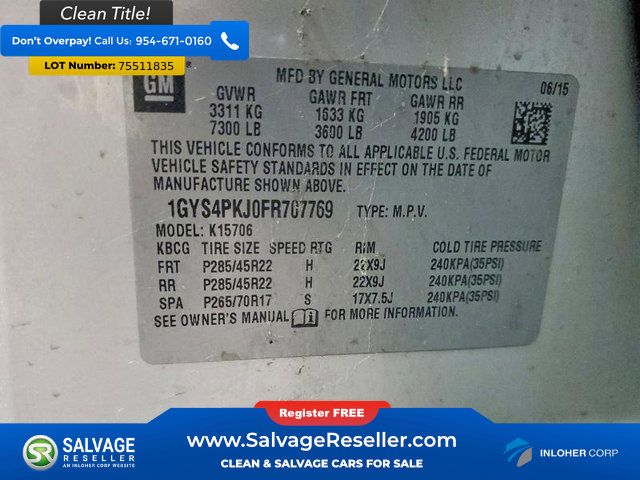 Clean Title!
Don't Overpay! Call Us: 954-671-0160
LOT Number: 75511835
GM
MFD BY GENERAL MOTORS LLC
06/15
GVWR GAWR FRT GAWR RR
3311 KG 1633 KG 1905 KG
7300 LB 3600 LB 4200 LB
THIS VEHICLE CONFORMS TO ALL APPLICABLE U.S. FEDERAL MOTOR
VEHICLE SAFETY STANDARDS IN EFFECT ON THE DATE OF
MANUFACTURE SHOWN ABOVE.
1GYS4PKJ0FR707769 TYPE: M.P.V.
MODEL: K15706
KBCG TIRE SIZE SPEED RTG RIM COLD TIRE PRESSURE
FRT P285/45R22 H 22X9J 240KPA(35PSI)
RR P285/45R22 H 22X9J 240KPA(35PSI)
SPA P265/70R17 S 17X7.5J 240KPA(35PSI)
SEE OWNER'S MANUAL FOR MORE INFORMATION.
Register FREE
SALVAGE
RESELLER
AN INLOHER CORP WEBSITE
www.SalvageReseller.com
CLEAN & SALVAGE CARS FOR SALE
INLOHER CORP